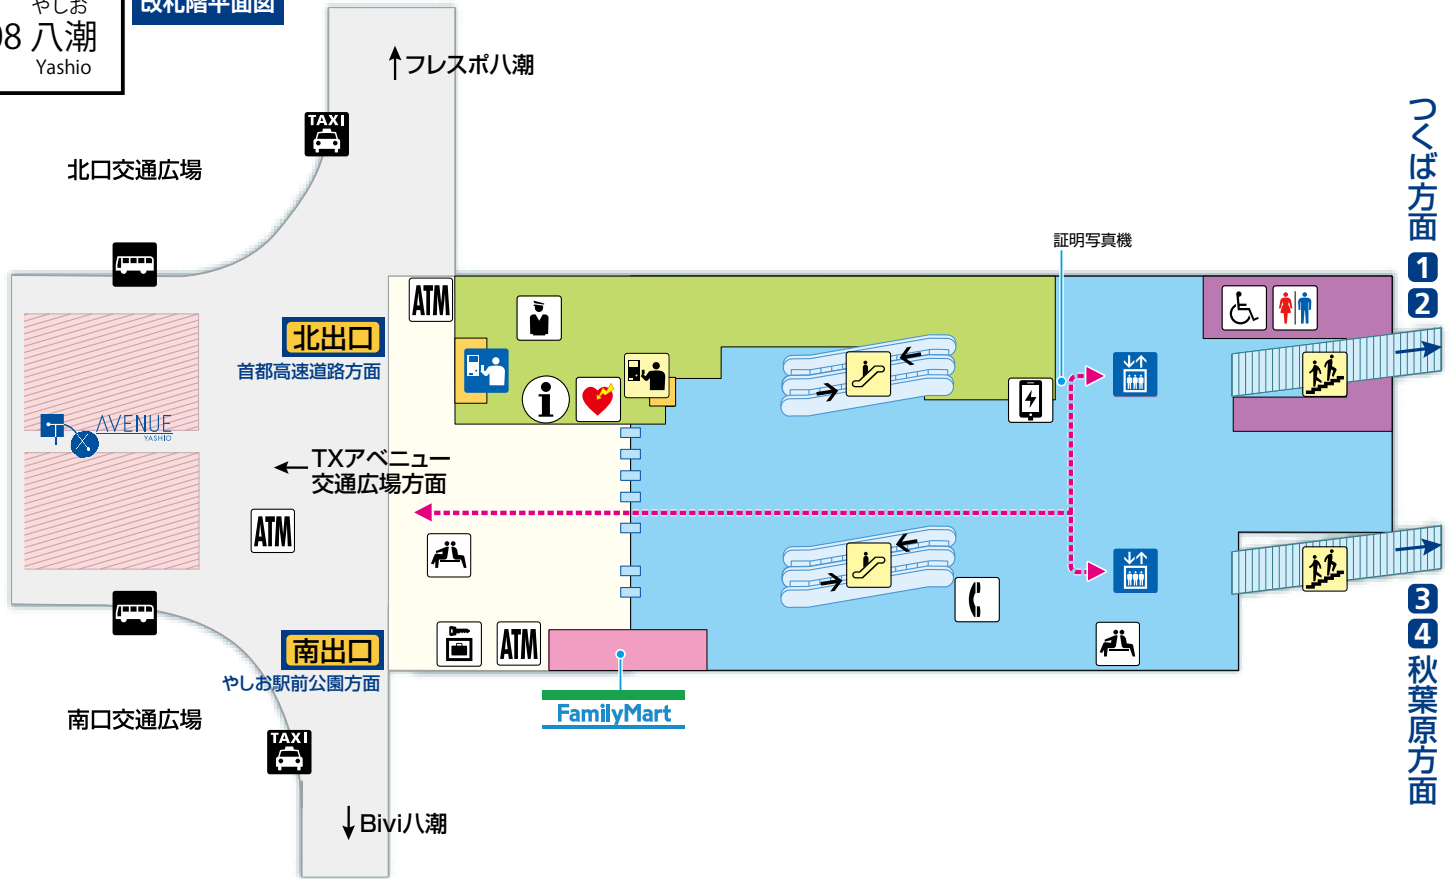 やしお
08 八潮
Yashio
改札階平面図
フレスポ八潮
TAXI
北口交通広場
証明写真機
つくば方面 1 2
ATM
北出口
首都高速道路方面
AVENUE
YASHIO
TXアベニュー
交通広場方面
ATM
ATM
南出口
やしお駅前公園方面
FamilyMart
南口交通広場
TAXI
Bivi八潮
3 4 秋葉原方面